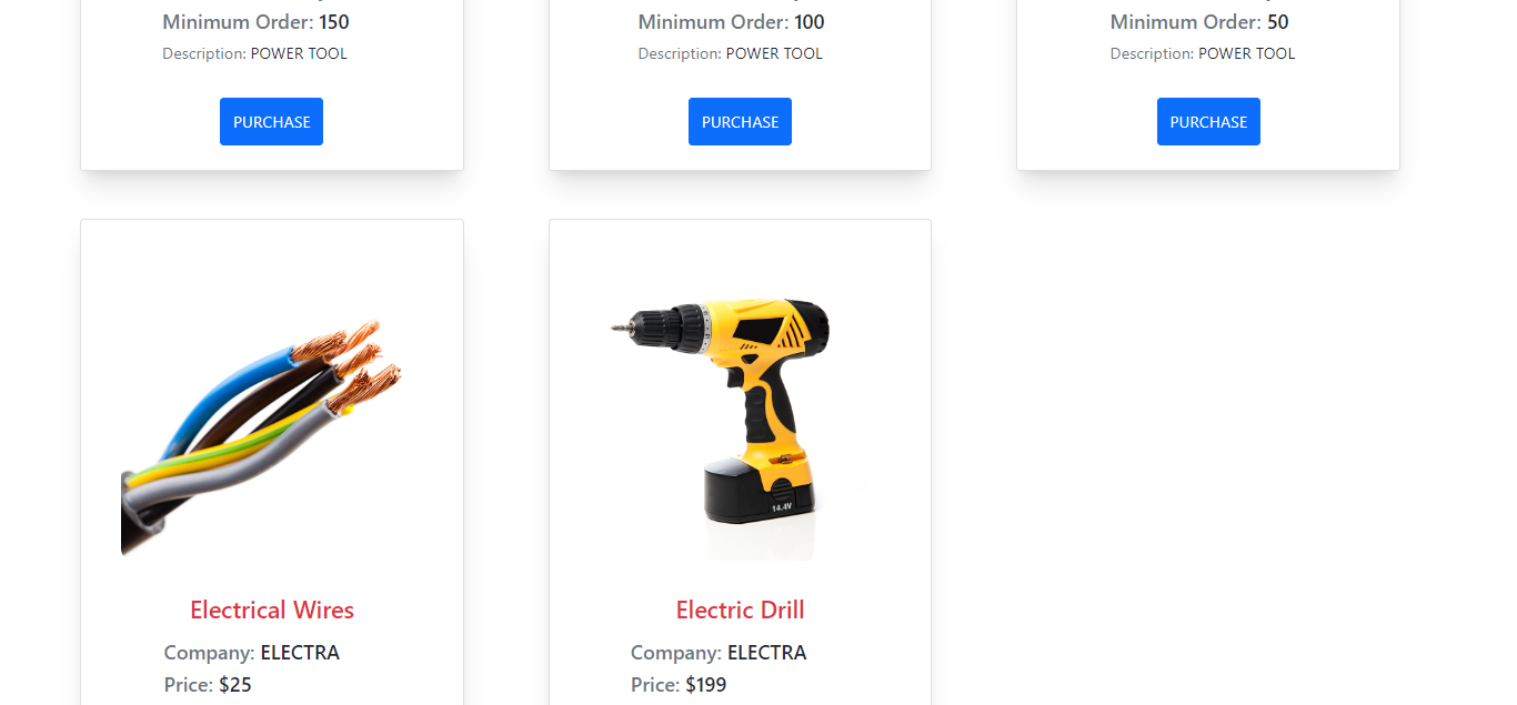 Minimum Order: 150
Description: POWER TOOL
PURCHASE
Minimum Order: 100
Description: POWER TOOL
PURCHASE
Minimum Order: 50
Description: POWER TOOL
PURCHASE
Electrical Wires
Company: ELECTRA
Price: $25
14.4V
Electric Drill
Company: ELECTRA
Price: $199